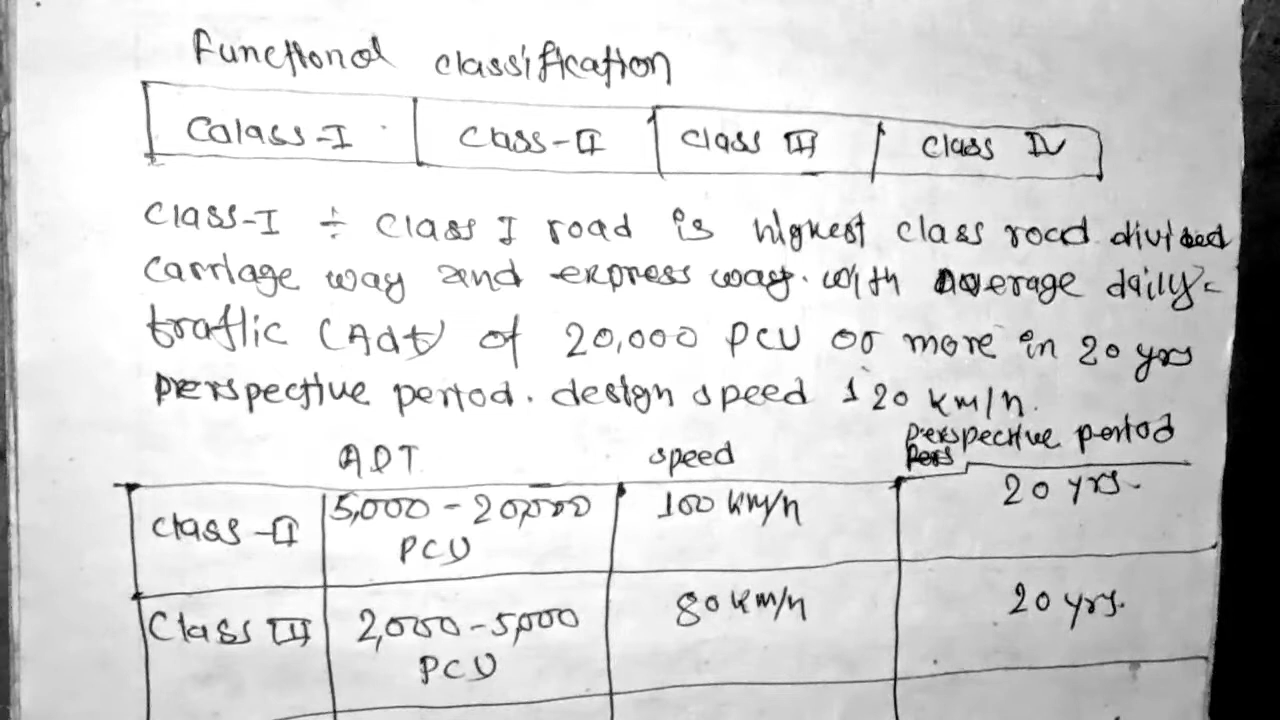 Functional classification
Calass-I class-II class III class IV
Class-I ÷ class I road is highest class rocd divided
carriage way and express way. with average daily-
traffic (Adt) of 20,000 PCU or more in 20 yrs
perspective period. design speed 120 km/h.
ADT speed perspective period
Pers
class-II 5,000 - 20,000 PCU 100 km/h 20 yrs.
Class III 2,000-5,000 PCU 80 km/h 20 yrs.